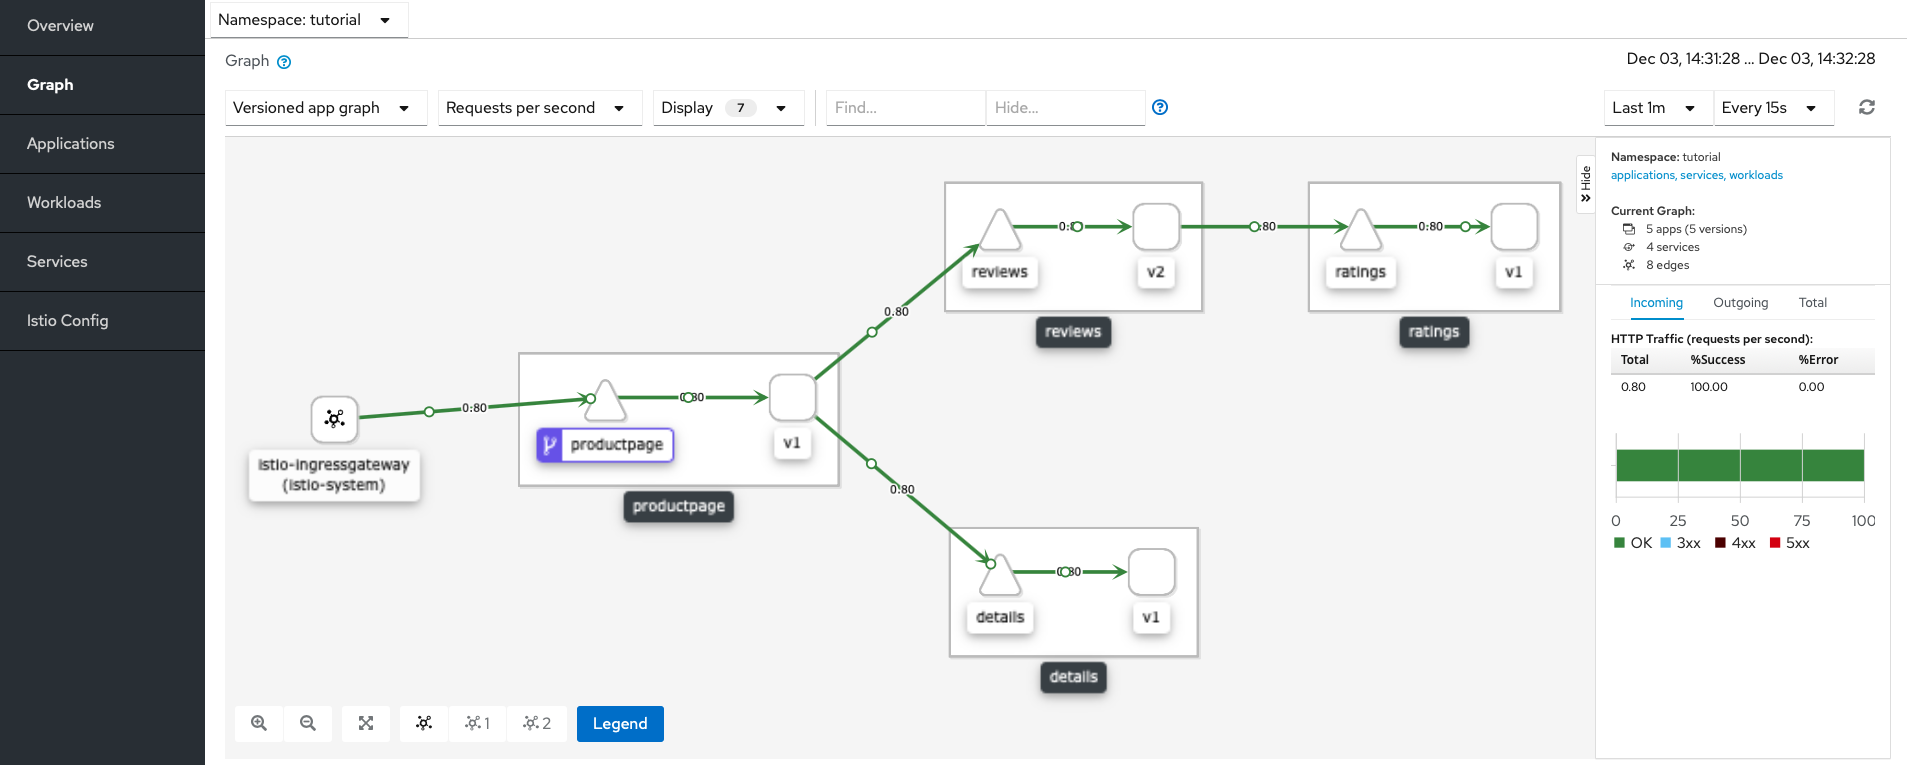 Overview
Graph
Applications
Workloads
Services
Istio Config
Namespace: tutorial
Graph
Dec 03, 14:31:28 ... Dec 03, 14:32:28
Versioned app graph
Requests per second
Display 7
Find...
Hide...
Last 1m
Every 15s
Hide
0.80
reviews
v2
reviews
0.80
0.80
ratings
v1
ratings
0.80
0.80
istio-ingressgateway
(istio-system)
0.80
productpage
v1
productpage
0.80
0.80
details
v1
details
1
2
Legend
Namespace: tutorial
applications, services, workloads
Current Graph:
5 apps (5 versions)
4 services
8 edges
Incoming
Outgoing
Total
HTTP Traffic (requests per second):
Total %Success %Error
0.80 100.00 0.00
0 25 50 75 100
OK 3xx 4xx 5xx